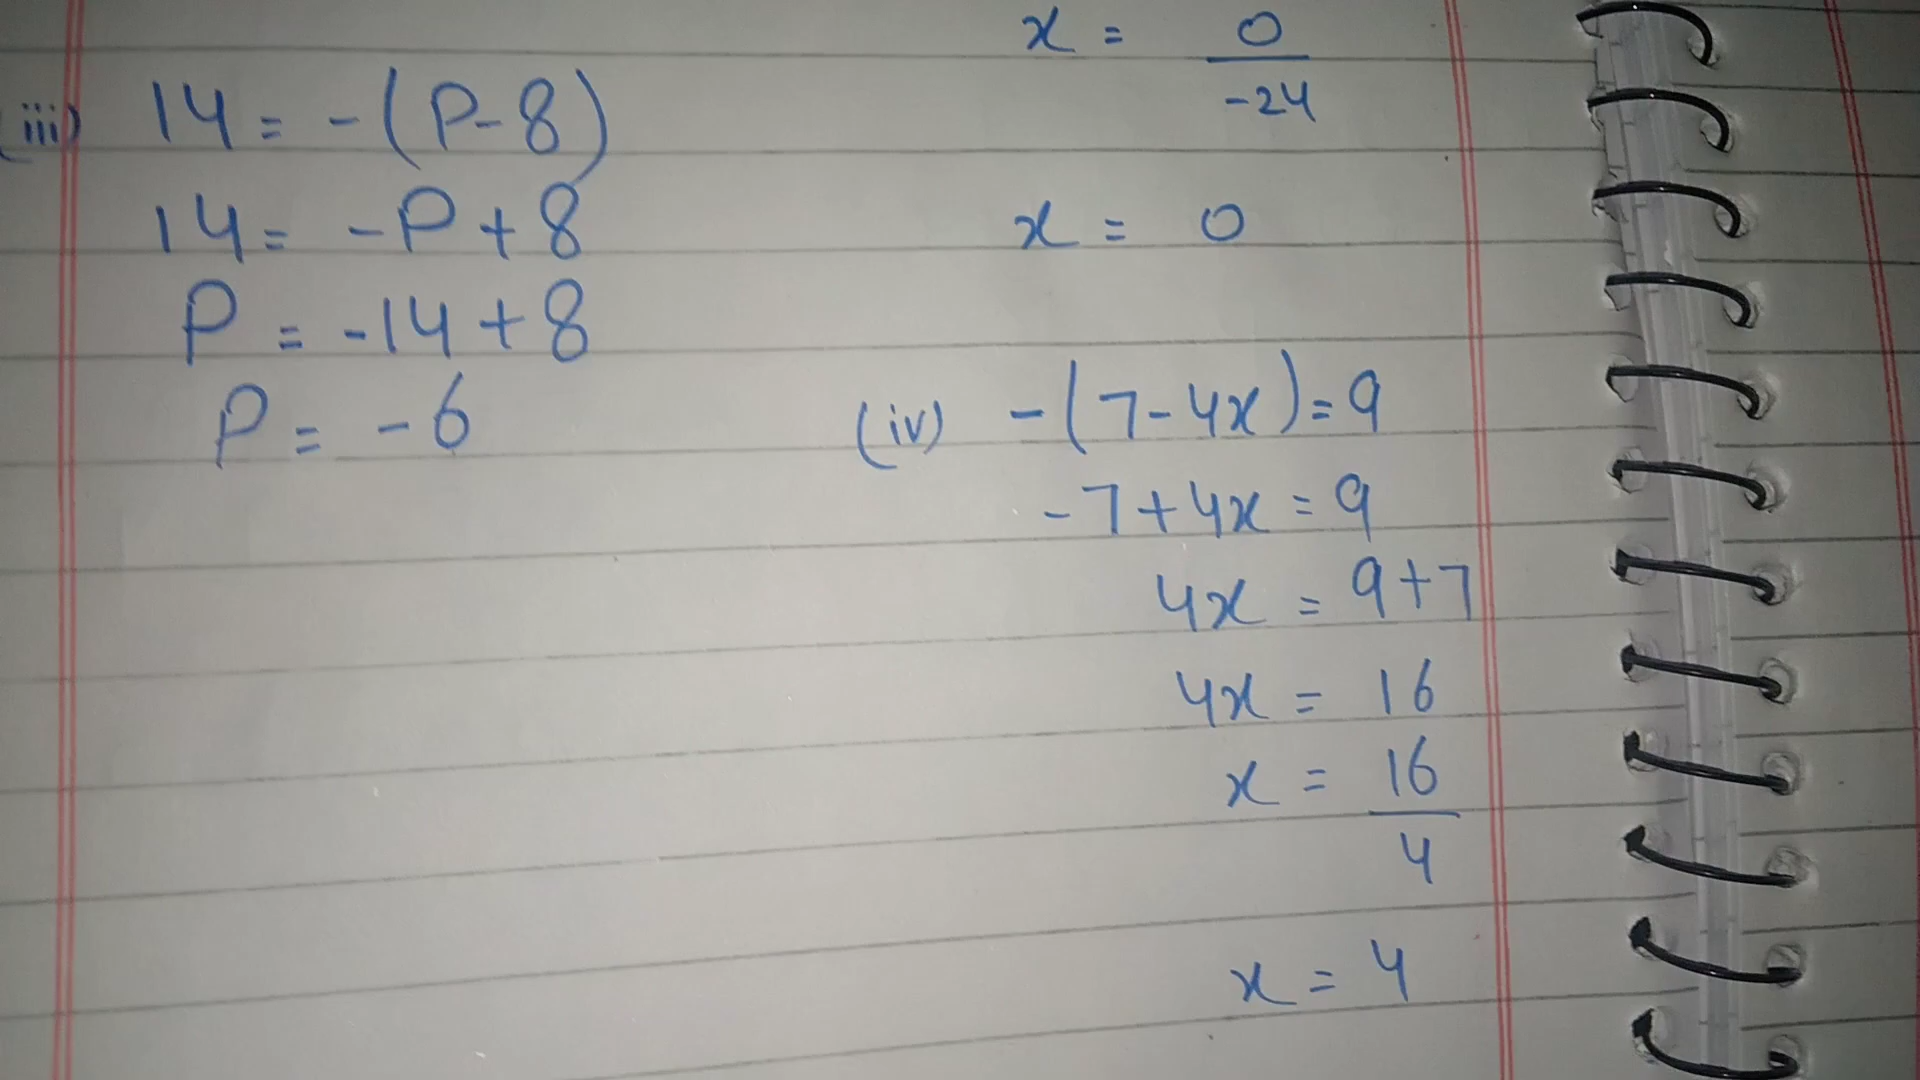 (iii) 14 = -(P-8)
14 = -P+8
P = -14+8
P = -6
x = 0/-24
x = 0
(iv) -(7-4x)=9
-7+4x=9
4x = 9+7
4x = 16
x = 16/4
x = 4